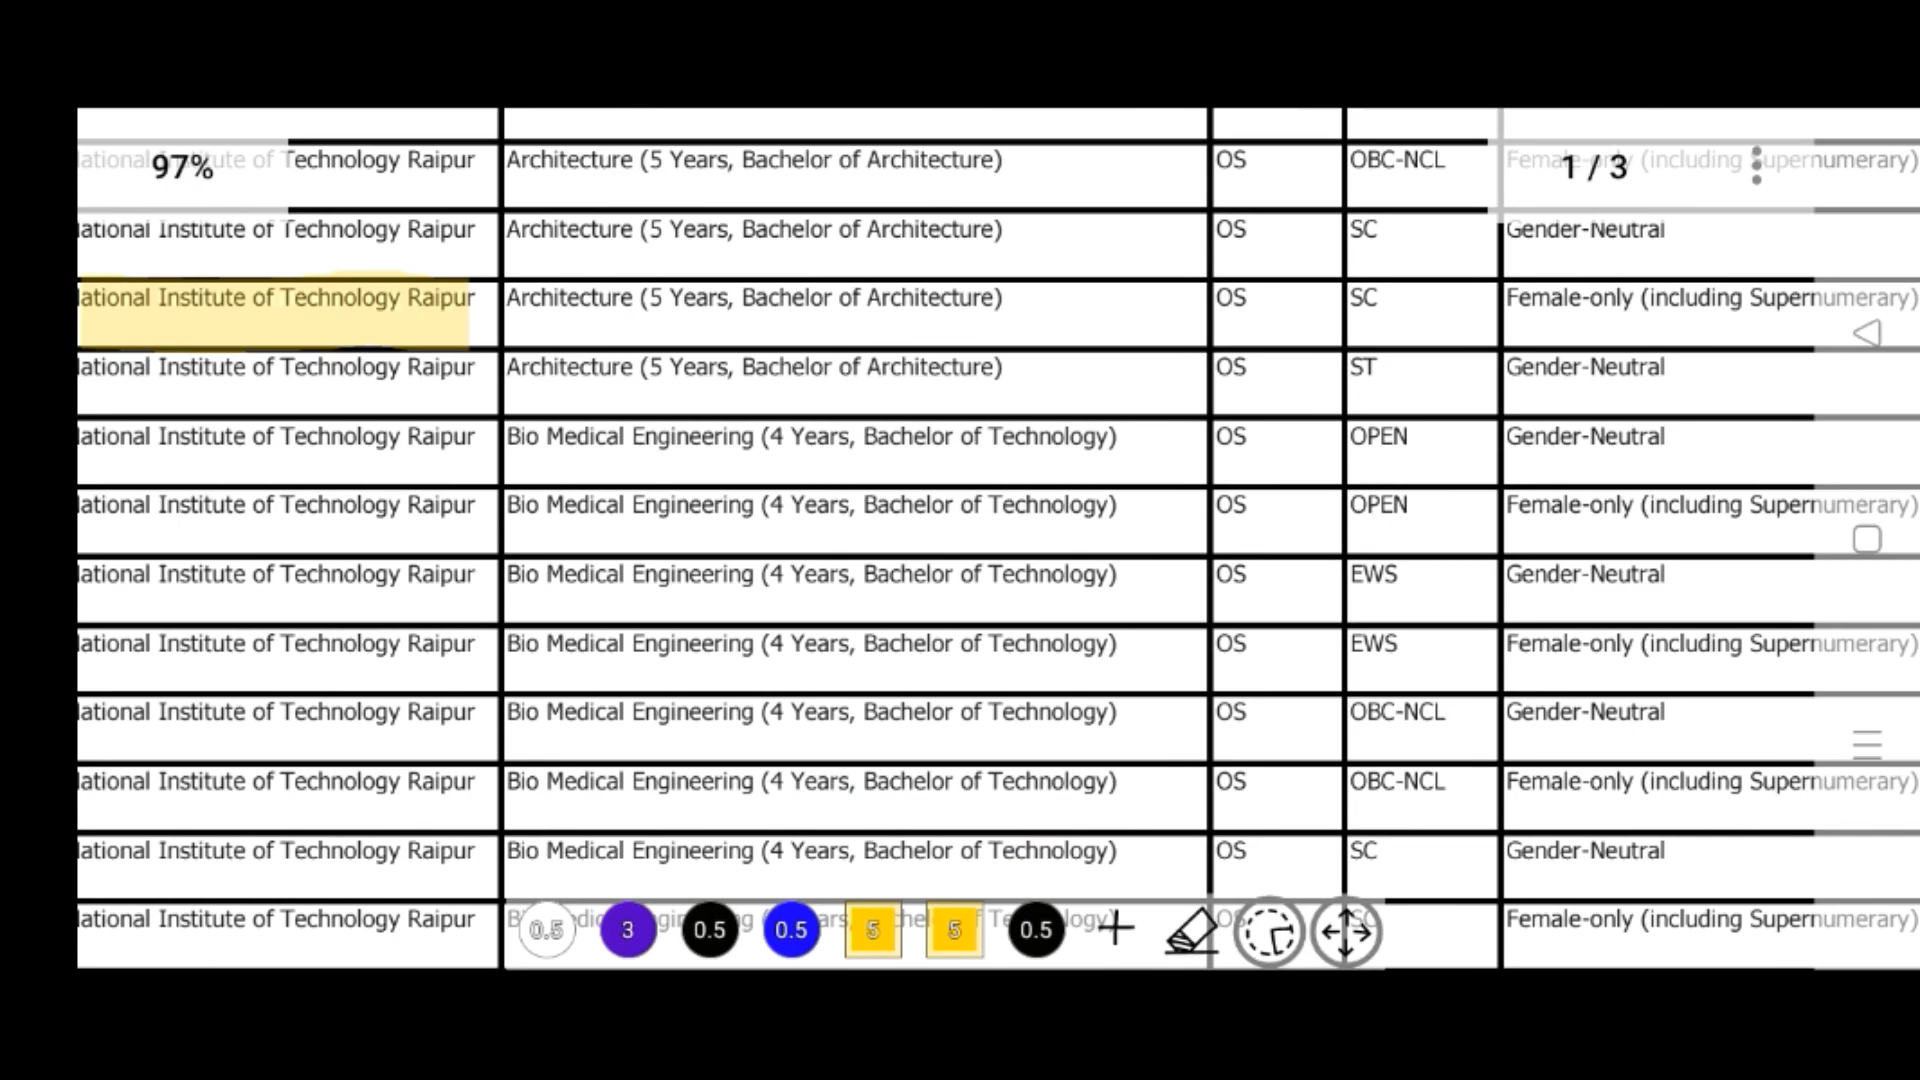 ational Institute of Technology Raipur Architecture (5 Years, Bachelor of Architecture) OS OBC-NCL Female-only (including Supernumerary)
97% 1 / 3
ational Institute of Technology Raipur Architecture (5 Years, Bachelor of Architecture) OS SC Gender-Neutral
ational Institute of Technology Raipur Architecture (5 Years, Bachelor of Architecture) OS SC Female-only (including Supernumerary)
ational Institute of Technology Raipur Architecture (5 Years, Bachelor of Architecture) OS ST Gender-Neutral
ational Institute of Technology Raipur Bio Medical Engineering (4 Years, Bachelor of Technology) OS OPEN Gender-Neutral
ational Institute of Technology Raipur Bio Medical Engineering (4 Years, Bachelor of Technology) OS OPEN Female-only (including Supernumerary)
ational Institute of Technology Raipur Bio Medical Engineering (4 Years, Bachelor of Technology) OS EWS Gender-Neutral
ational Institute of Technology Raipur Bio Medical Engineering (4 Years, Bachelor of Technology) OS EWS Female-only (including Supernumerary)
ational Institute of Technology Raipur Bio Medical Engineering (4 Years, Bachelor of Technology) OS OBC-NCL Gender-Neutral
ational Institute of Technology Raipur Bio Medical Engineering (4 Years, Bachelor of Technology) OS OBC-NCL Female-only (including Supernumerary)
ational Institute of Technology Raipur Bio Medical Engineering (4 Years, Bachelor of Technology) OS SC Gender-Neutral
ational Institute of Technology Raipur OS SC Female-only (including Supernumerary)
0.5 3 0.5 0.5 5 5 0.5